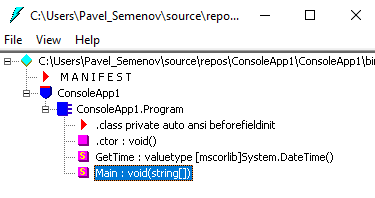 C:\Users\Pavel_Semenov\source\repo...
File View Help
C:\Users\Pavel_Semenov\source\repos\ConsoleApp1\ConsoleApp1\bin
M A N I F E S T
ConsoleApp1
ConsoleApp1.Program
.class private auto ansi beforefieldinit
.ctor : void()
GetTime : valuetype [mscorlib]System.DateTime()
Main : void(string[])